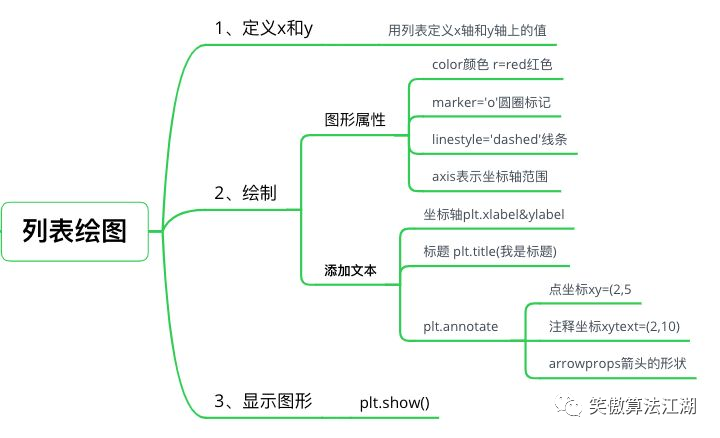 列表绘图
1、定义x和y
用列表定义x轴和y轴上的值
2、绘制
图形属性
color颜色 r=red红色
marker='o'圆圈标记
linestyle='dashed'线条
axis表示坐标轴范围
添加文本
坐标轴plt.xlabel&ylabel
标题 plt.title(我是标题)
plt.annotate
点坐标xy=(2,5
注释坐标xytext=(2,10)
arrowprops箭头的形状
3、显示图形
plt.show()
笑傲算法江湖